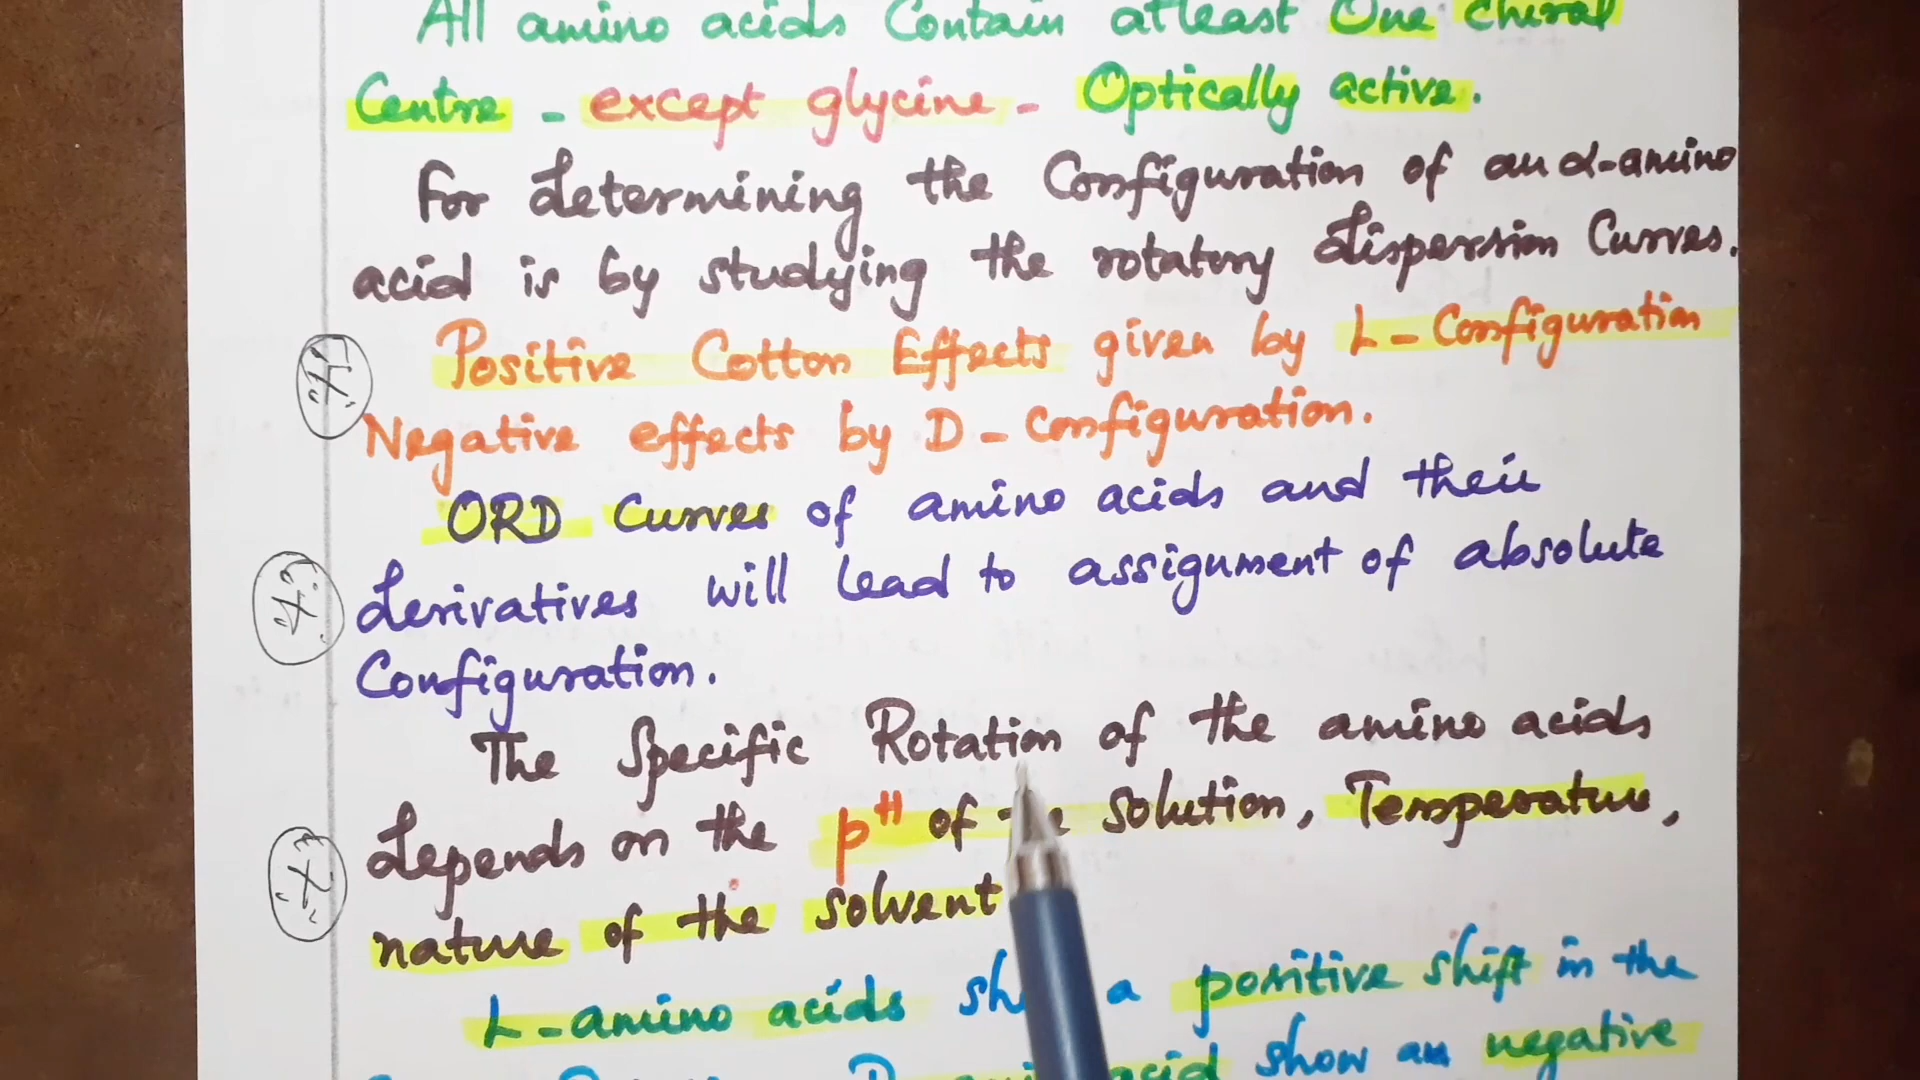 All amino acids Contain atleast One chiral
Centre - except glycine - Optically active.
For determining the Configuration of an α-amino
acid is by studying the rotatory dispersion Curves.
Positive Cotton Effects given by L-Configuration
Negative effects by D-Configuration.
ORD Curves of amino acids and their
derivatives will lead to assignment of absolute
Configuration.
The Specific Rotation of the amino acids
depends on the pH of the solution, Temperature,
nature of the solvent
L-amino acids a positive shift in the
acid show an negative